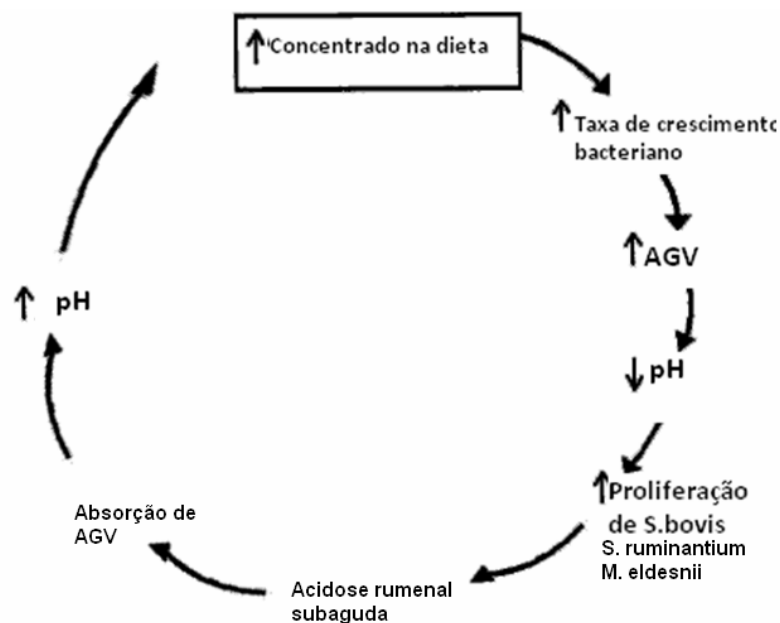 ↑Concentrado na dieta
↑Taxa de crescimento
bacteriano
↑AGV
↓pH
↑Proliferação
de S.bovis
S. ruminantium
M. eldesnii
Acidose rumenal
subaguda
Absorção de
AGV
↑ pH